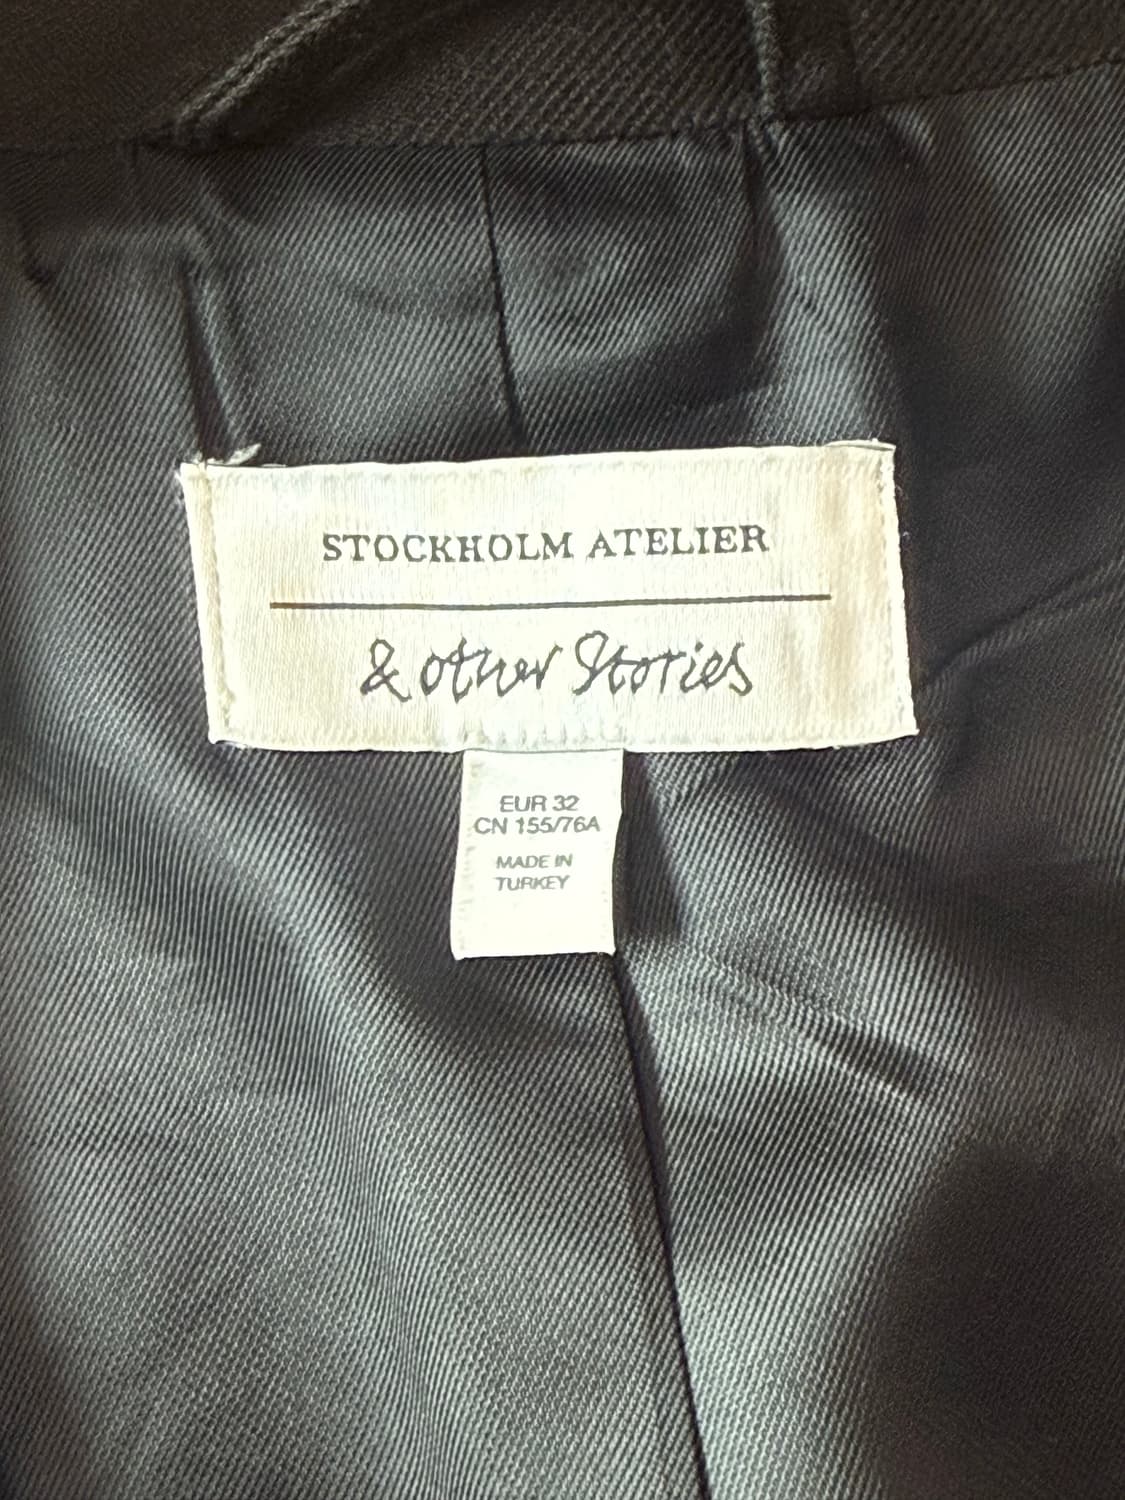 STOCKHOLM ATELIER
& other Stories
EUR 32
CN 155/76A
MADE IN
TURKEY